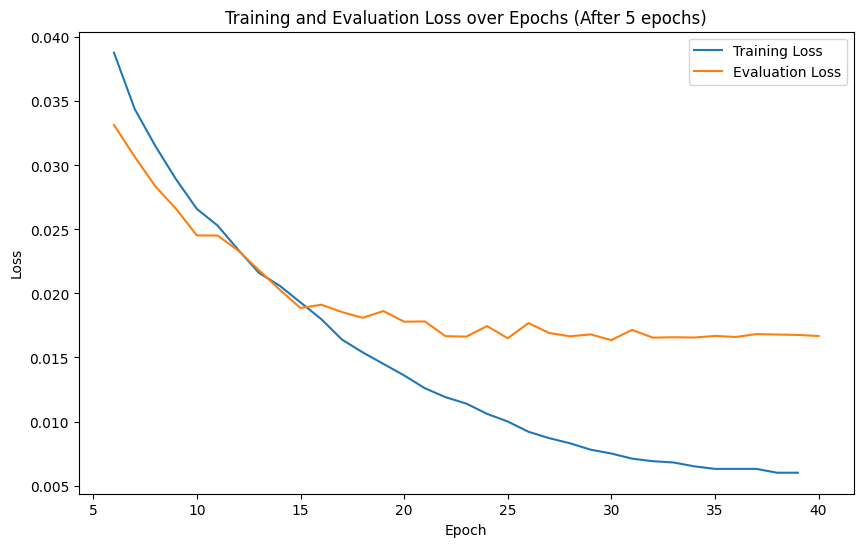 Training and Evaluation Loss over Epochs (After 5 epochs)
Training Loss
Evaluation Loss
Loss
0.040
0.035
0.030
0.025
0.020
0.015
0.010
0.005
5 10 15 20 25 30 35 40
Epoch